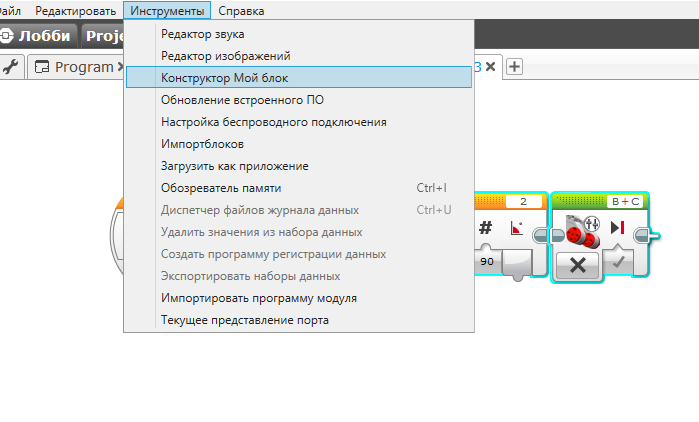 айл Редактировать Инструменты Справка
Лобби Proje
Program 3
Редактор звука
Редактор изображений
Конструктор Мой блок
Обновление встроенного ПО
Настройка беспроводного подключения
Импортблоков
Загрузить как приложение
Обозреватель памяти Ctrl+I
Диспетчер файлов журнала данных Ctrl+U
Удалить значения из набора данных
Создать программу регистрации данных
Экспортировать наборы данных
Импортировать программу модуля
Текущее представление порта
2 B+C
#
90